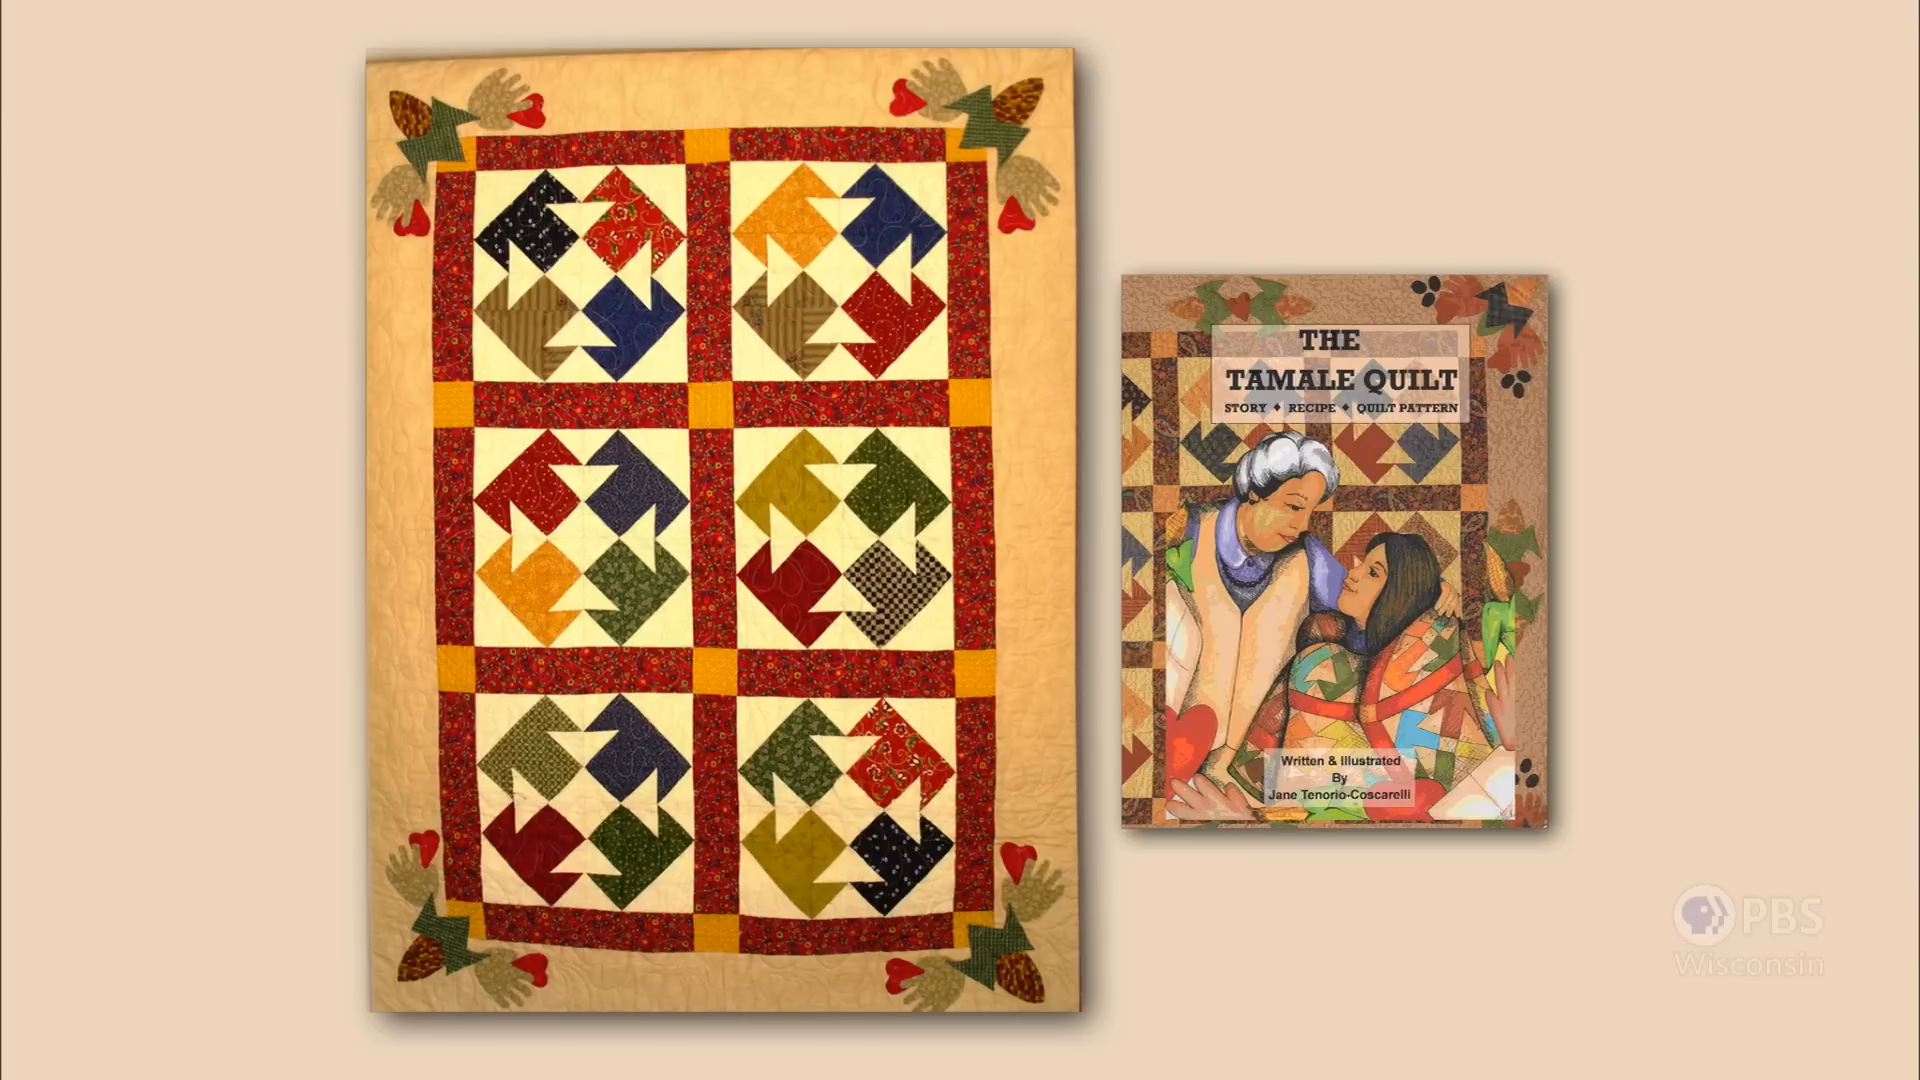 THE
TAMALE QUILT
STORY ✦ RECIPE ✦ QUILT PATTERN
Written & Illustrated
By
Jane Tenorio-Coscarelli
PBS
Wisconsin